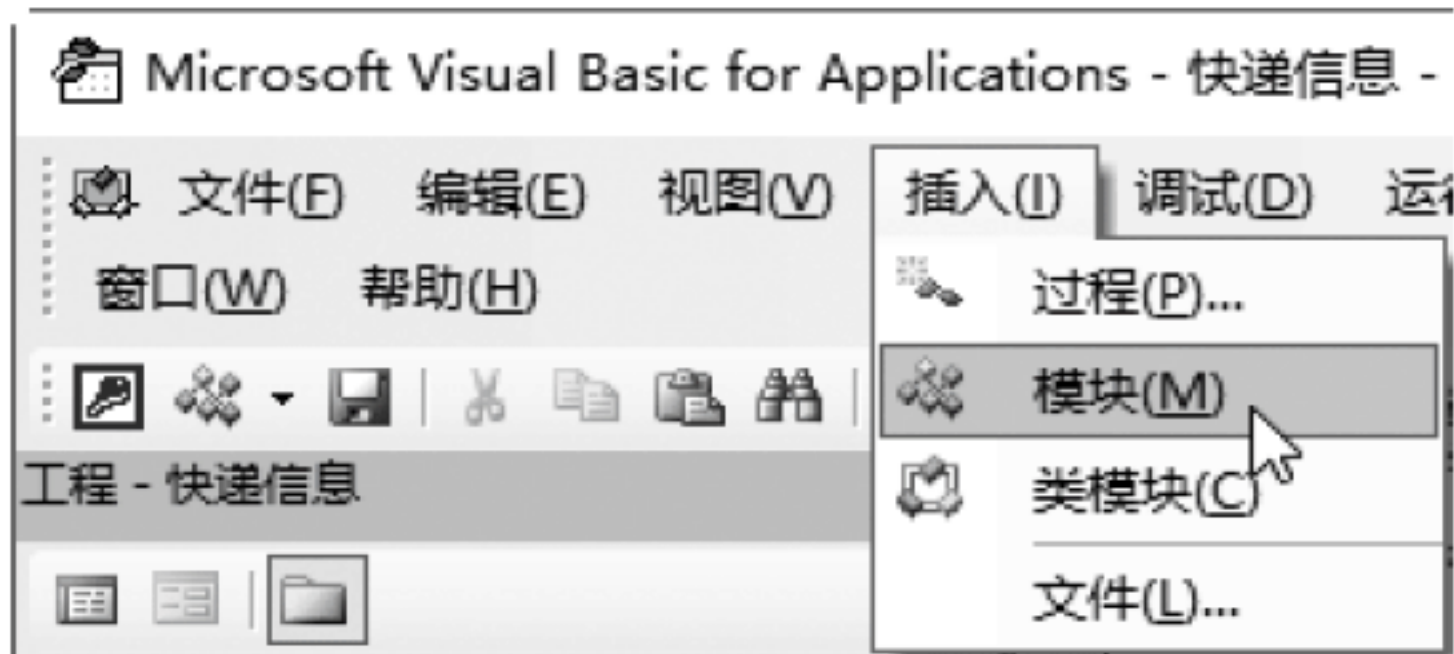 Microsoft Visual Basic for Applications - 快递信息 -
文件(F) 编辑(E) 视图(V) 插入(I) 调试(D)
窗口(W) 帮助(H)
过程(P)...
模块(M)
类模块(C)
文件(L)...
工程 - 快递信息